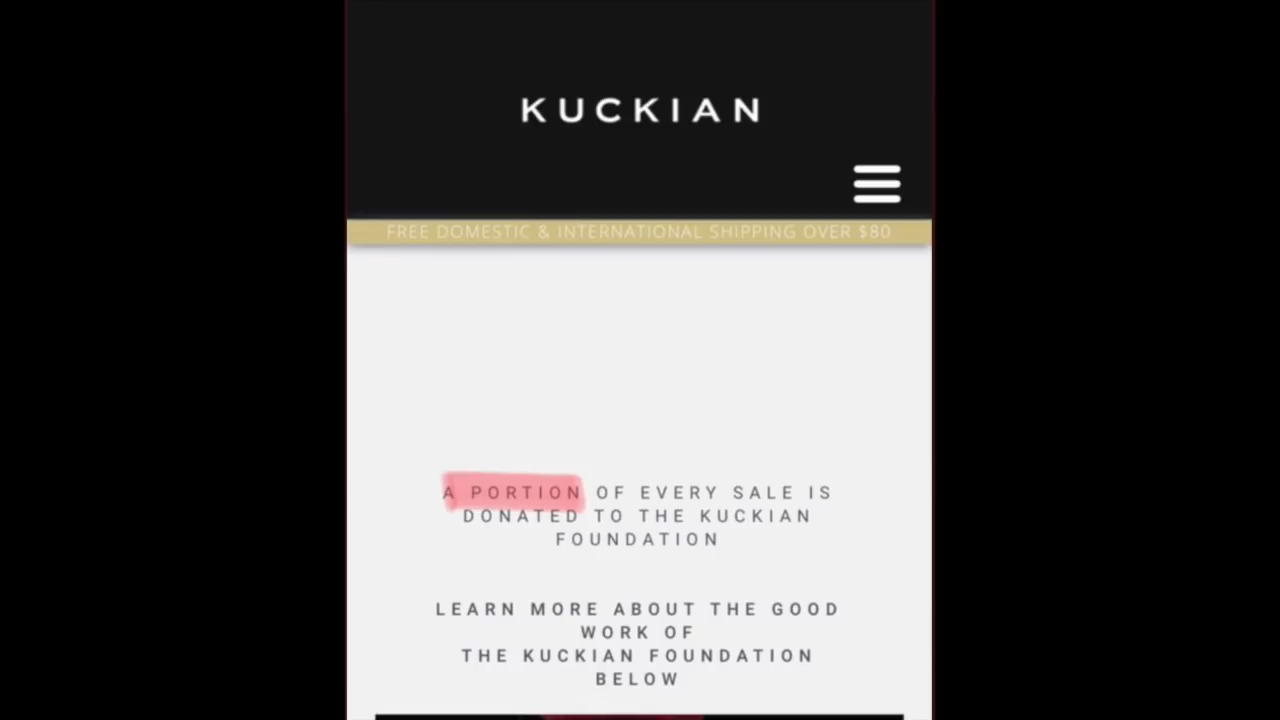 KUCKIAN
FREE DOMESTIC & INTERNATIONAL SHIPPING OVER $80
A PORTION OF EVERY SALE IS
DONATED TO THE KUCKIAN
FOUNDATION
LEARN MORE ABOUT THE GOOD
WORK OF
THE KUCKIAN FOUNDATION
BELOW